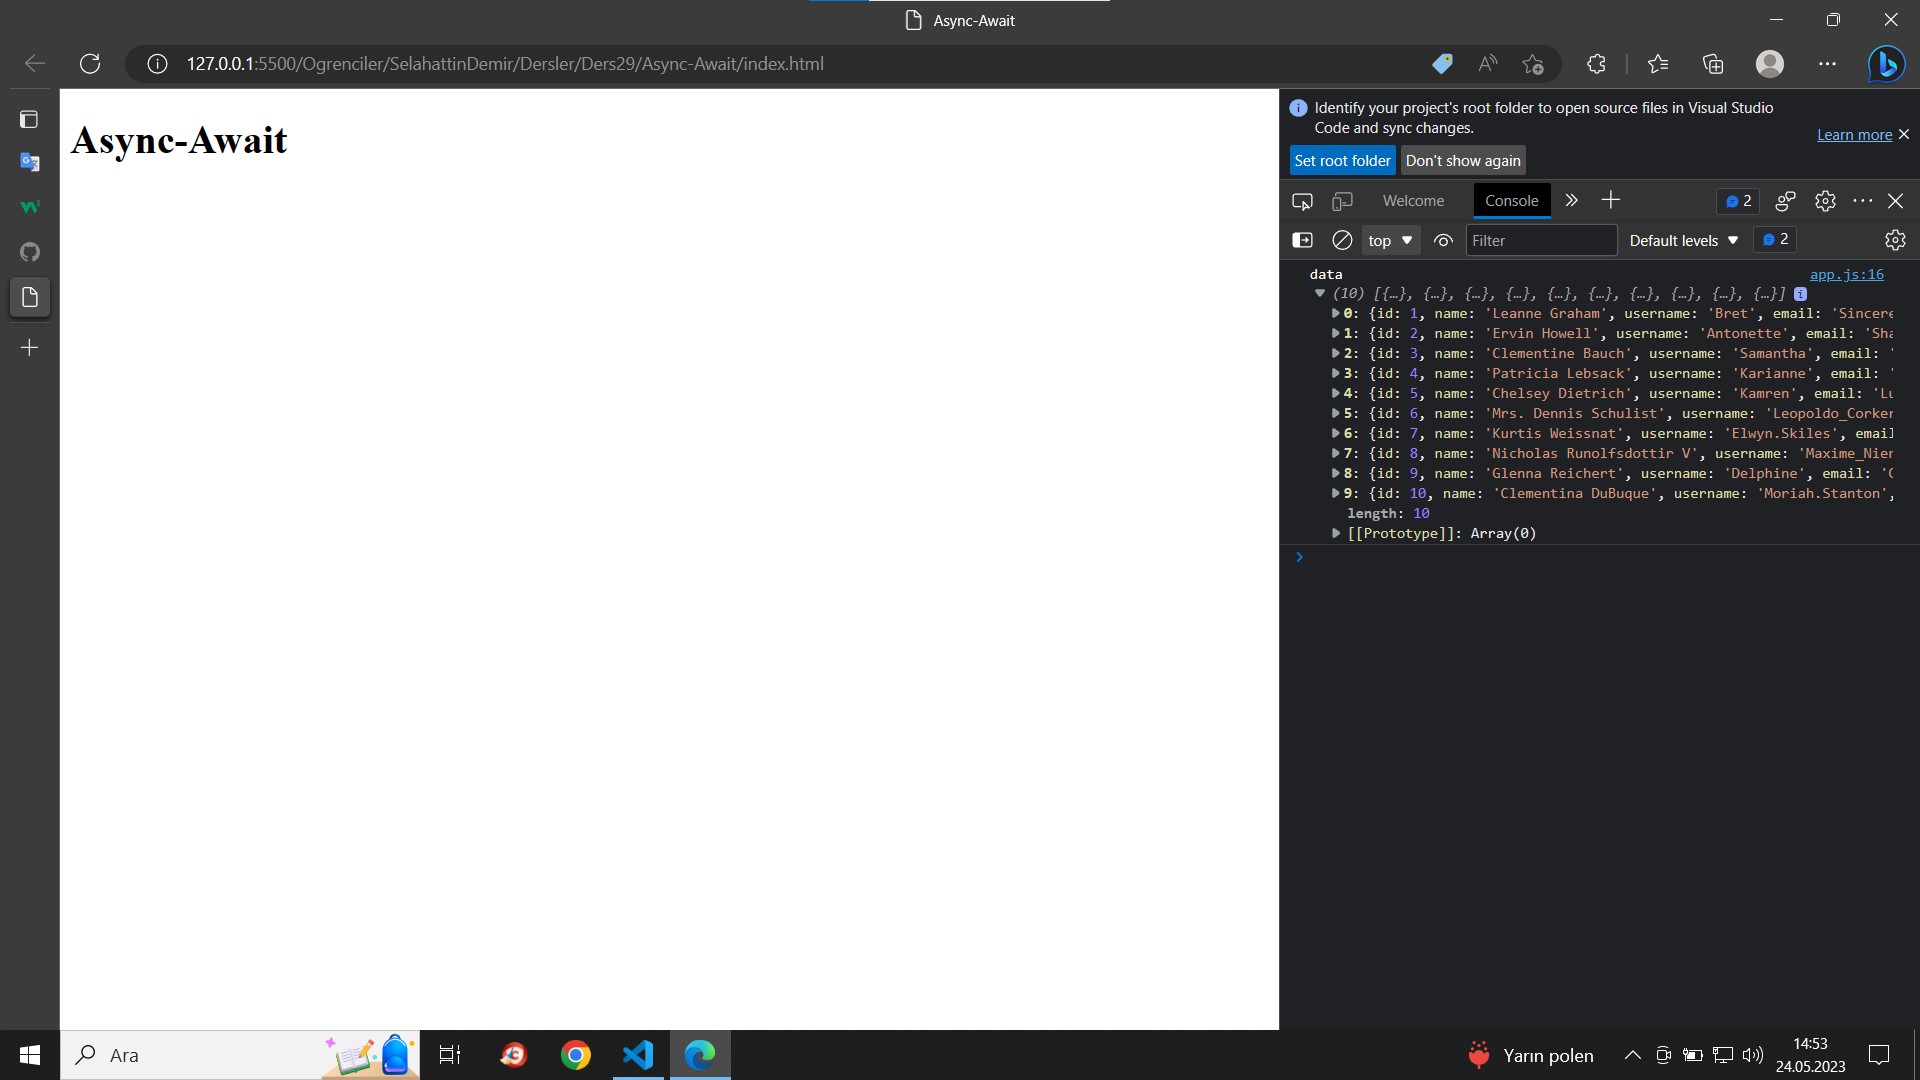 Async-Await
127.0.0.1:5500/Ogrenciler/SelahattinDemir/Dersler/Ders29/Async-Await/index.html
Async-Await
Identify your project's root folder to open source files in Visual Studio
Code and sync changes.
Learn more
Set root folder Don't show again
Welcome Console 2
top Filter Default levels 2
data app.js:16
(10) [{…}, {…}, {…}, {…}, {…}, {…}, {…}, {…}, {…}, {…}]
0: {id: 1, name: 'Leanne Graham', username: 'Bret', email: 'Sincere
1: {id: 2, name: 'Ervin Howell', username: 'Antonette', email: 'Sha
2: {id: 3, name: 'Clementine Bauch', username: 'Samantha', email: '
3: {id: 4, name: 'Patricia Lebsack', username: 'Karianne', email: '
4: {id: 5, name: 'Chelsey Dietrich', username: 'Kamren', email: 'Lu
5: {id: 6, name: 'Mrs. Dennis Schulist', username: 'Leopoldo_Corker
6: {id: 7, name: 'Kurtis Weissnat', username: 'Elwyn.Skiles', email
7: {id: 8, name: 'Nicholas Runolfsdottir V', username: 'Maxime_Nien
8: {id: 9, name: 'Glenna Reichert', username: 'Delphine', email: 'C
9: {id: 10, name: 'Clementina DuBuque', username: 'Moriah.Stanton',
length: 10
[[Prototype]]: Array(0)
Ara
Yarın polen
14:53
24.05.2023